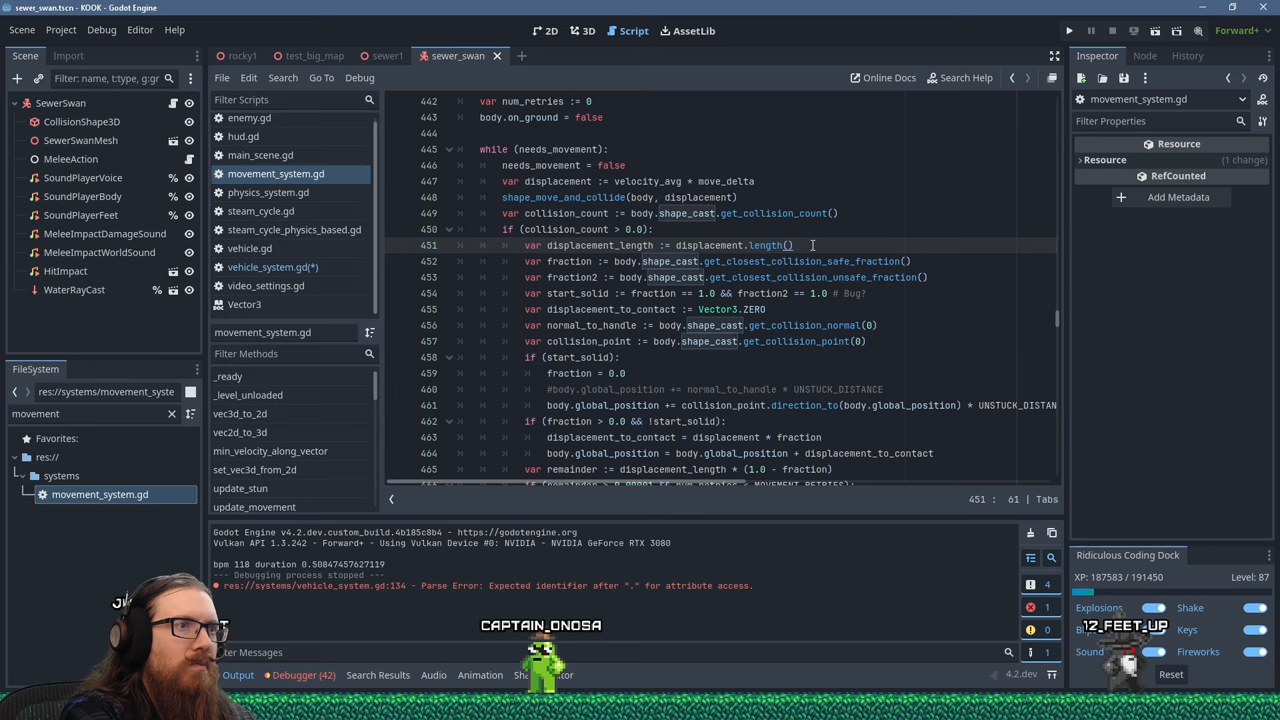 sewer_swan.tscn - KOOK - Godot Engine
Scene Project Debug Editor Help
2D 3D Script AssetLib
Forward+
Scene Import
Filter: name, t:type, g:gr
SewerSwan
CollisionShape3D
SewerSwanMesh
MeleeAction
SoundPlayerVoice
SoundPlayerBody
SoundPlayerFeet
MeleeImpactDamageSound
MeleeImpactWorldSound
HitImpact
WaterRayCast
FileSystem
res://systems/movement_syste
movement
Favorites:
res://
systems
movement_system.gd
rocky1 test_big_map sewer1 sewer_swan
File Edit Search Go To Debug
Online Docs Search Help
Filter Scripts
enemy.gd
hud.gd
main_scene.gd
movement_system.gd
physics_system.gd
steam_cycle.gd
steam_cycle_physics_based.gd
vehicle.gd
vehicle_system.gd(*)
video_settings.gd
Vector3
movement_system.gd
Filter Methods
_ready
_level_unloaded
vec3d_to_2d
vec2d_to_3d
min_velocity_along_vector
set_vec3d_from_2d
update_stun
update_movement
442 var num_retries := 0
443 body.on_ground = false
444
445 while (needs_movement):
446 needs_movement = false
447 var displacement := velocity_avg * move_delta
448 shape_move_and_collide(body, displacement)
449 var collision_count := body.shape_cast.get_collision_count()
450 if (collision_count > 0.0):
451 var displacement_length := displacement.length()
452 var fraction := body.shape_cast.get_closest_collision_safe_fraction()
453 var fraction2 := body.shape_cast.get_closest_collision_unsafe_fraction()
454 var start_solid := fraction == 1.0 && fraction2 == 1.0 # Bug?
455 var displacement_to_contact := Vector3.ZERO
456 var normal_to_handle := body.shape_cast.get_collision_normal(0)
457 var collision_point := body.shape_cast.get_collision_point(0)
458 if (start_solid):
459 fraction = 0.0
460 #body.global_position += normal_to_handle * UNSTUCK_DISTANCE
461 body.global_position += collision_point.direction_to(body.global_position) * UNSTUCK_DISTAN
462 if (fraction > 0.0 && !start_solid):
463 displacement_to_contact = displacement * fraction
464 body.global_position = body.global_position + displacement_to_contact
465 var remainder := displacement_length * (1.0 - fraction)
451 : 61 | Tabs
Godot Engine v4.2.dev.custom_build.4b185c8b4 - https://godotengine.org
Vulkan API 1.3.242 - Forward+ - Using Vulkan Device #0: NVIDIA - NVIDIA GeForce RTX 3080
bpm 118 duration 0.50847457627119
--- Debugging process stopped ---
res://systems/vehicle_system.gd:134 - Parse Error: Expected identifier after "." for attribute access.
4
1
0
1
Messages
Output Debugger (42) Search Results Audio Animation
4.2.dev
Inspector Node History
movement_system.gd
Filter Properties
Resource
Resource (1 change)
RefCounted
Add Metadata
Ridiculous Coding Dock
XP: 187583 / 191450 Level: 87
Explosions Shake
Keys
Sound Fireworks
Reset
CAPTAIN_ONOSA
12_FEET_UP